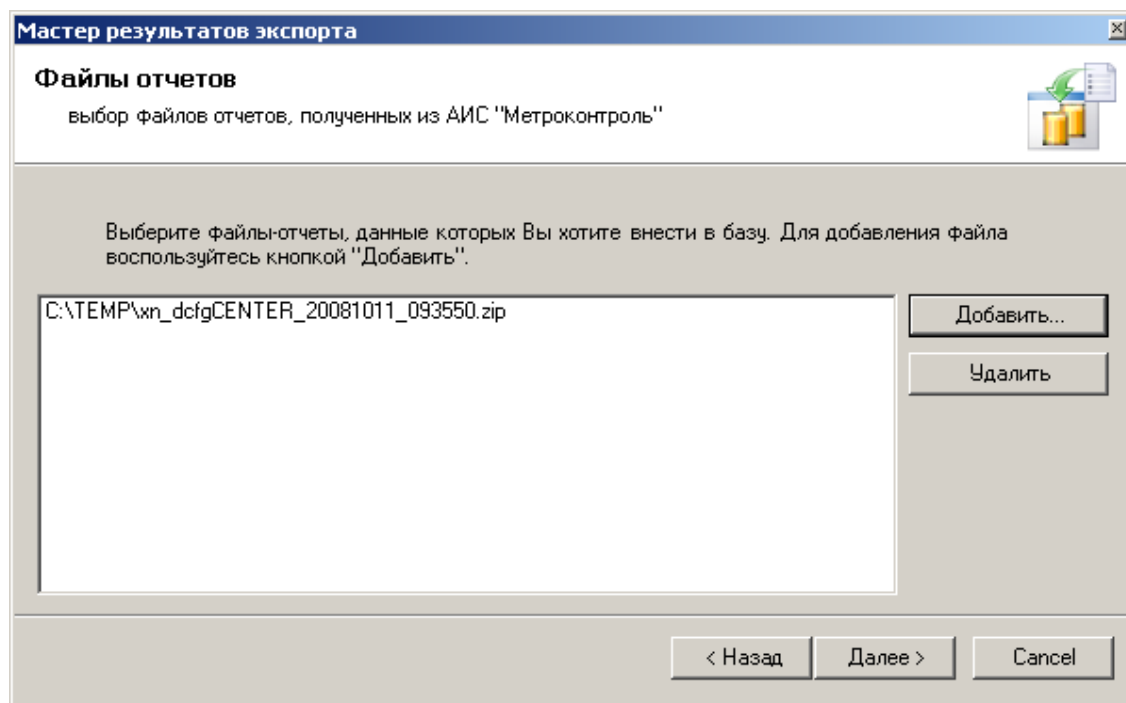 Мастер результатов экспорта
Файлы отчетов
выбор файлов отчетов, полученных из АИС "Метроконтроль"
Выберите файлы-отчеты, данные которых Вы хотите внести в базу. Для добавления файла
воспользуйтесь кнопкой "Добавить".
C:\TEMP\xn_dcfgCENTER_20081011_093550.zip
Добавить...
Удалить
< Назад
Далее >
Cancel